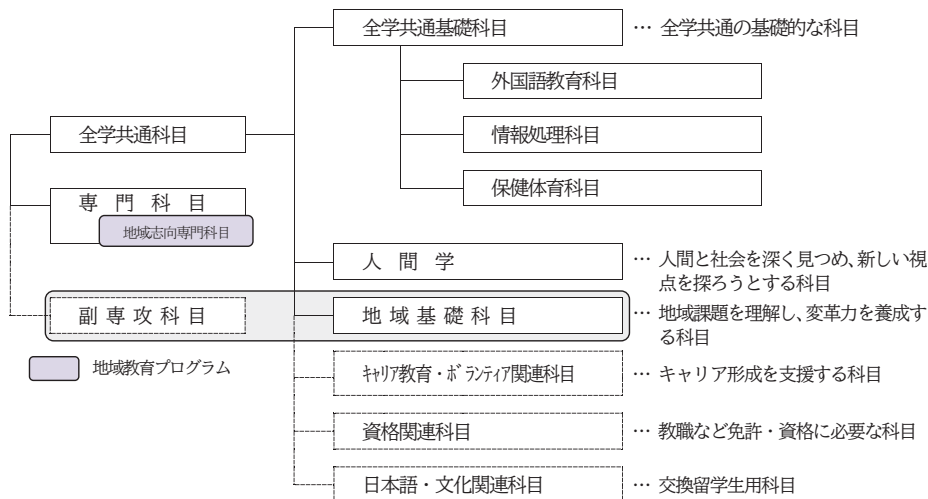 全学共通基礎科目
… 全学共通の基礎的な科目
外国語教育科目
全学共通科目
情報処理科目
保健体育科目
専 門 科 目
地域志向専門科目
人 間 学
… 人間と社会を深く見つめ、新しい視
点を探ろうとする科目
副 専 攻 科 目
地 域 基 礎 科 目
… 地域課題を理解し、変革力を養成す
る科目
地域教育プログラム
ｷｬﾘｱ教育・ﾎﾞﾗﾝﾃｨｱ関連科目
… キャリア形成を支援する科目
資格関連科目
… 教職など免許・資格に必要な科目
日本語・文化関連科目
… 交換留学生用科目